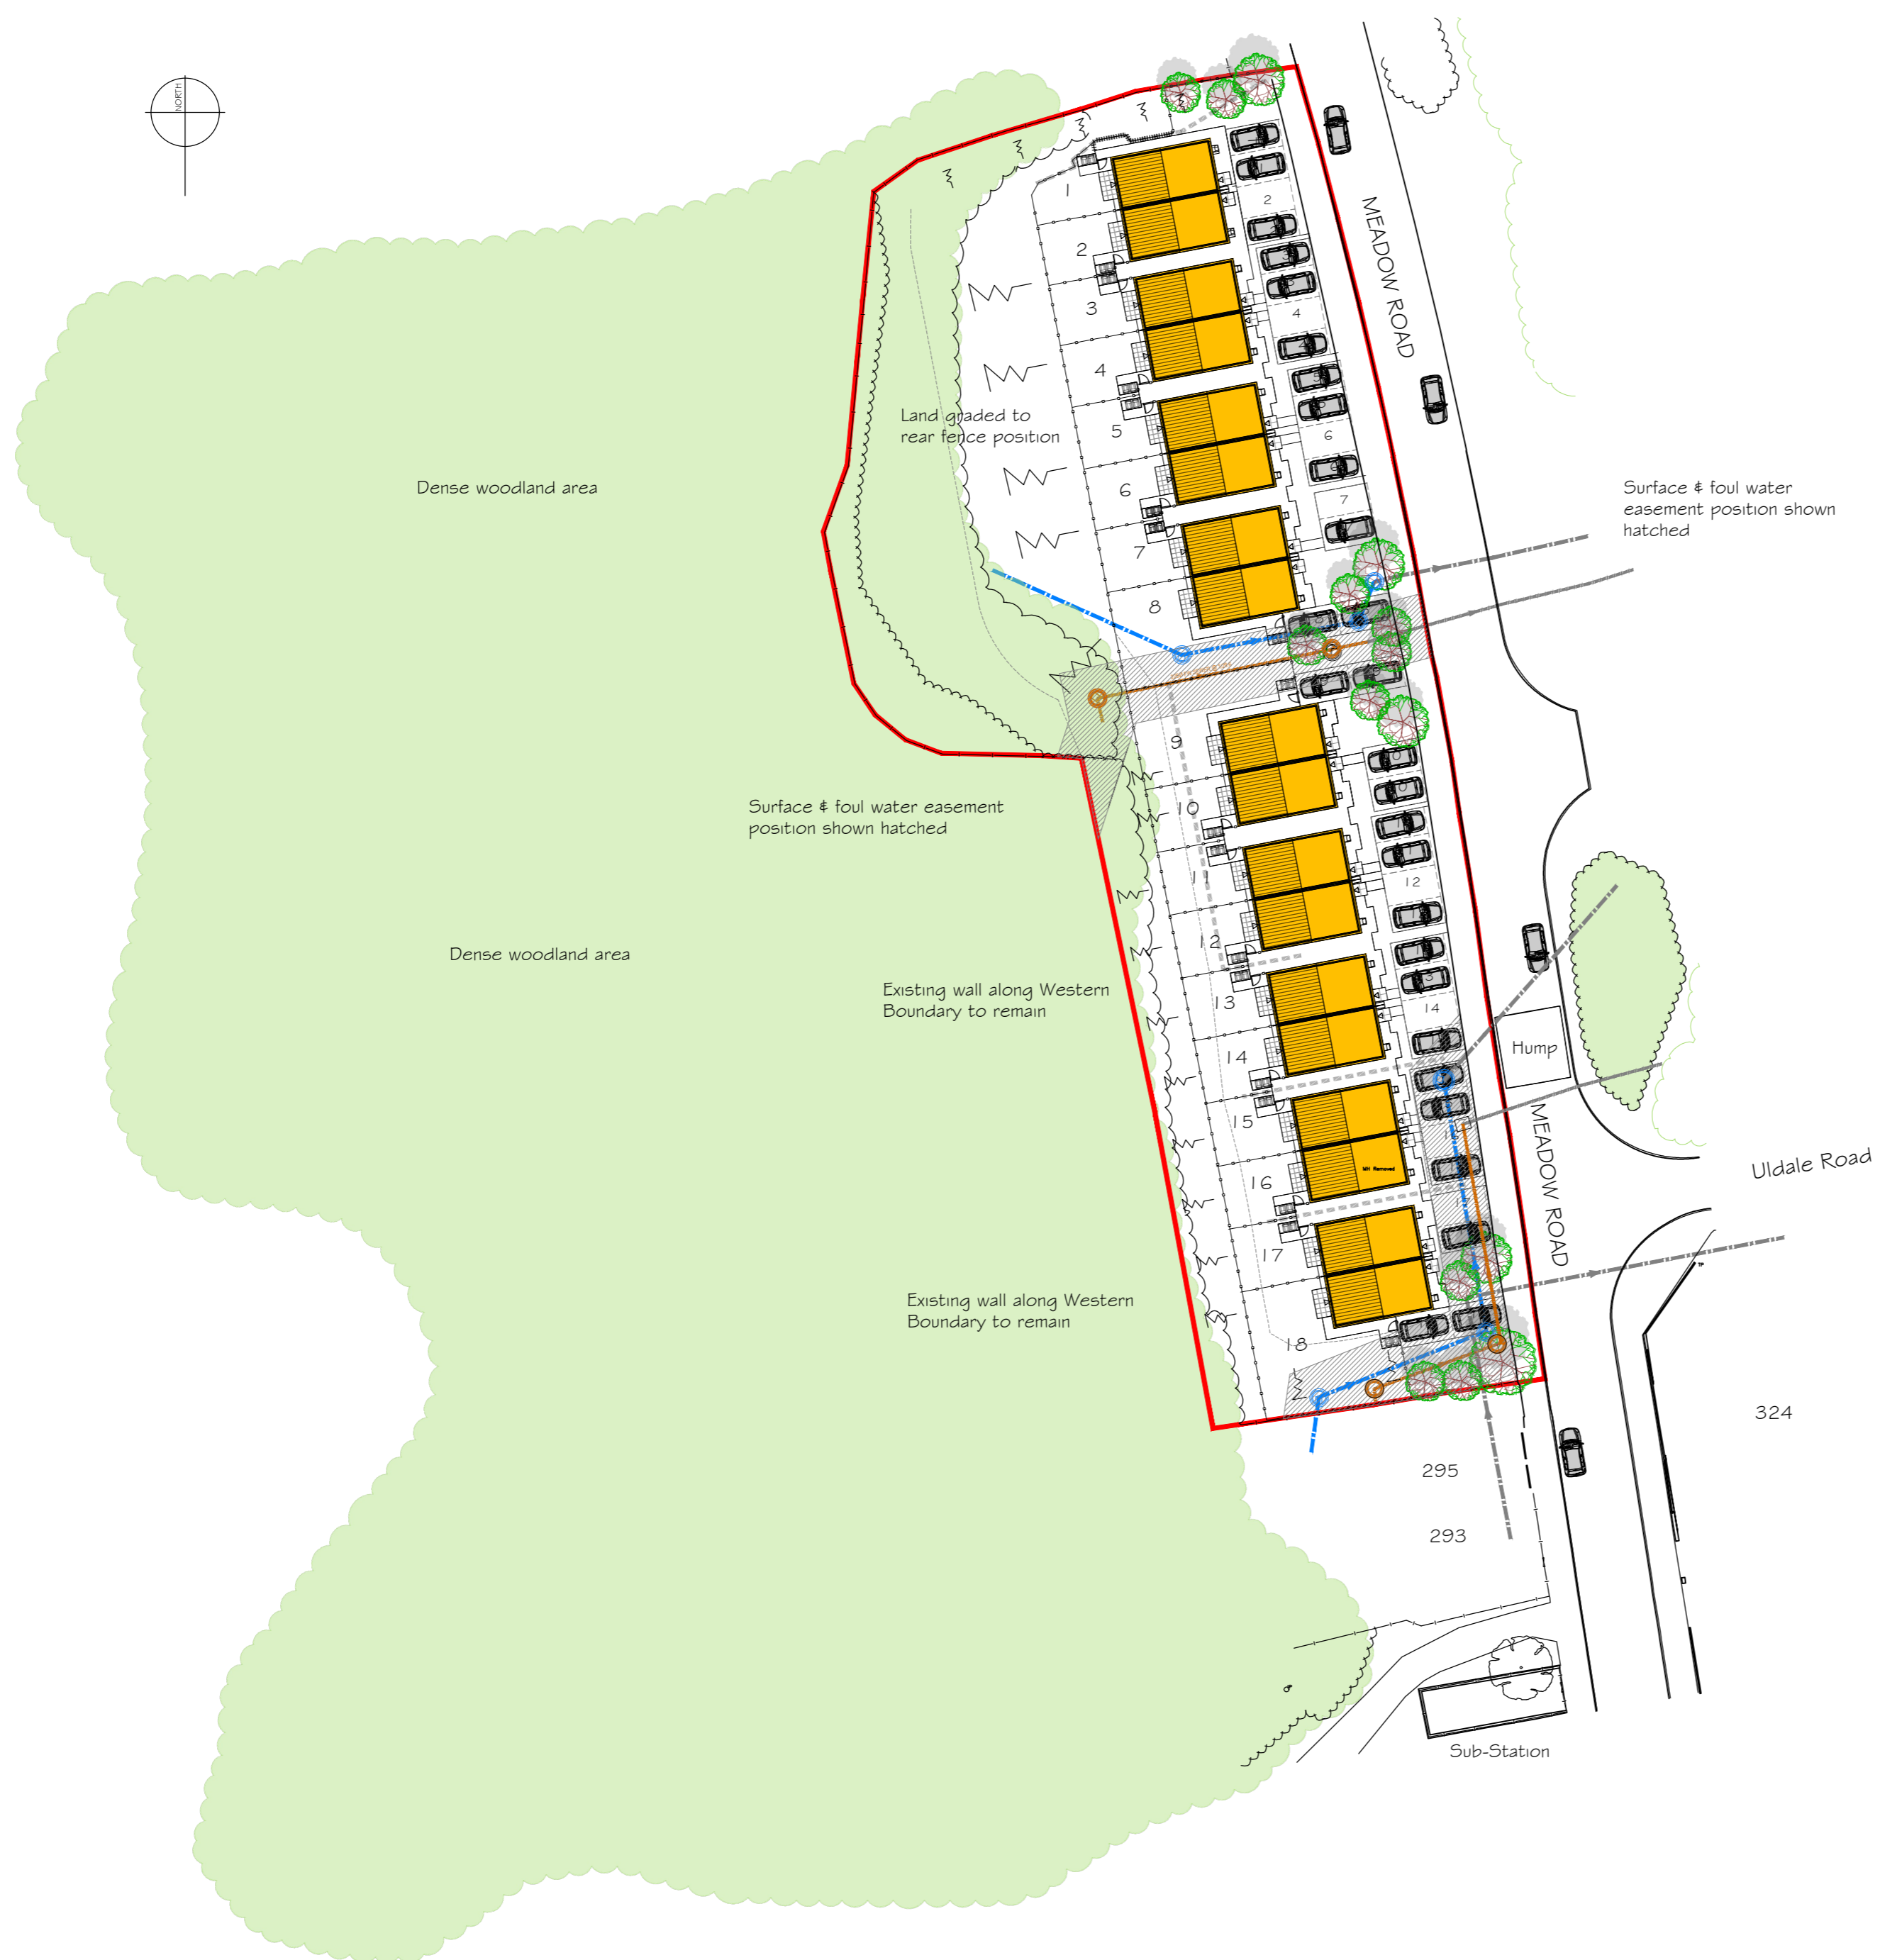 NORTH
MEADOW ROAD
1
2
2
3
4
4
Land graded to
rear fence position
5
6
6
7
7
8
Dense woodland area
Surface & foul water
easement position shown
hatched
9
10
Surface & foul water easement
position shown hatched
11
12
12
Dense woodland area
Existing wall along Western
Boundary to remain
13
14
14
Hump
15
MEADOW ROAD
Uldale Road
MH Removed
16
17
TP
Existing wall along Western
Boundary to remain
18
324
295
293
Sub-Station